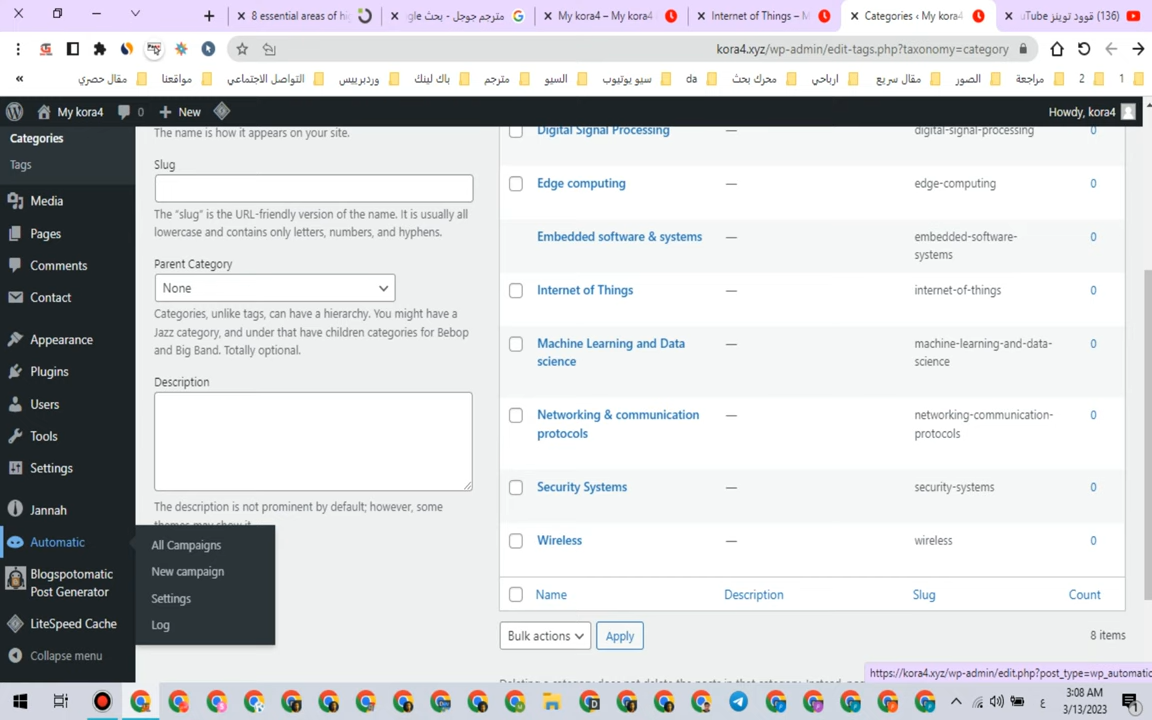 8 essential areas of hi
مترجم جوجل - بحث gle
My kora4 – My kora4
Internet of Things – M
Categories ‹ My kora4
(136) قوود توينز uTube
kora4.xyz/wp-admin/edit-tags.php?taxonomy=category
«
مقال حصري
مواقعنا
التواصل الاجتماعي
وردبرييس
باك لينك
مترجم
السيو
سيو يوتيوب
da
محرك بحث
ارباحي
مقال سريع
الصور
مراجعة
2
1
My kora4
0
New
Howdy, kora4
Categories
Tags
Media
Pages
Comments
Contact
Appearance
Plugins
Users
Tools
Settings
Jannah
Automatic
Blogspotomatic
Post Generator
LiteSpeed Cache
Collapse menu
All Campaigns
New campaign
Settings
Log
The name is how it appears on your site.
Slug
The “slug” is the URL-friendly version of the name. It is usually all
lowercase and contains only letters, numbers, and hyphens.
Parent Category
None
Categories, unlike tags, can have a hierarchy. You might have a
Jazz category, and under that have children categories for Bebop
and Big Band. Totally optional.
Description
The description is not prominent by default; however, some
themes may show it.
Digital Signal Processing — digital-signal-processing 0
Edge computing — edge-computing 0
Embedded software & systems — embedded-software-
systems 0
Internet of Things — internet-of-things 0
Machine Learning and Data
science — machine-learning-and-data-
science 0
Networking & communication
protocols — networking-communication-
protocols 0
Security Systems — security-systems 0
Wireless — wireless 0
Name Description Slug Count
Bulk actions
Apply
8 items
https://kora4.xyz/wp-admin/edit.php?post_type=wp_automatic
3:08 AM
3/13/2023
ع
1